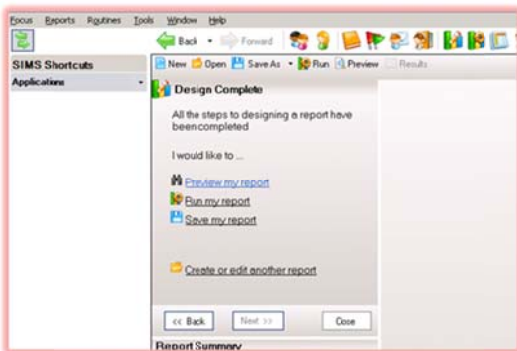 Focus Reports Routines Tools Window Help
Back Forward
SIMS Shortcuts
Applications
New Open Save As Run Preview Results
Design Complete
All the steps to designing a report have
beencompleted
I would like to ...
Preview my report
Run my report
Save my report
Create or edit another report
<< Back Next >> Close
Report Summary